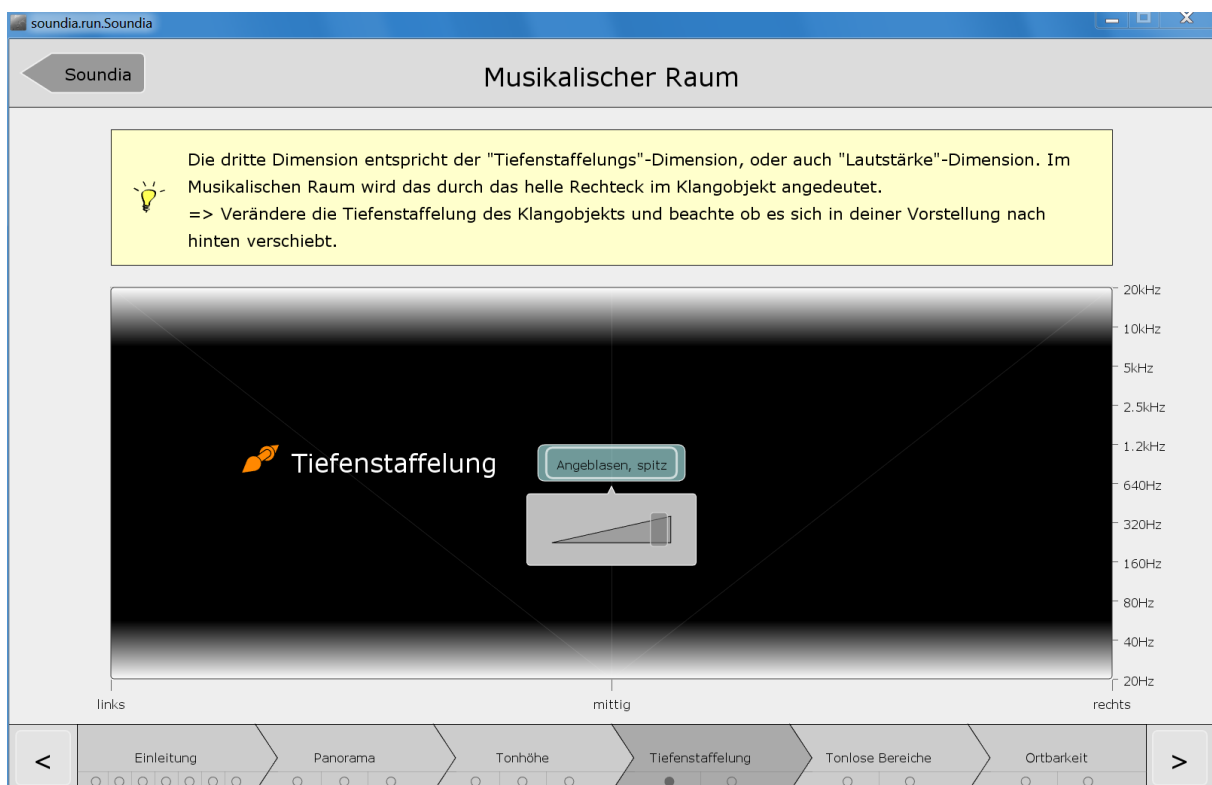 soundia.run.Soundia
Soundia
Musikalischer Raum
Die dritte Dimension entspricht der "Tiefenstaffelungs"-Dimension, oder auch "Lautstärke"-Dimension. Im
Musikalischen Raum wird das durch das helle Rechteck im Klangobjekt angedeutet.
=> Verändere die Tiefenstaffelung des Klangobjekts und beachte ob es sich in deiner Vorstellung nach
hinten verschiebt.
20kHz
10kHz
5kHz
2.5kHz
1.2kHz
Tiefenstaffelung
Angeblasen, spitz
640Hz
320Hz
160Hz
80Hz
40Hz
20Hz
links
mittig
rechts
<
Einleitung
Panorama
Tonhöhe
Tiefenstaffelung
Tonlose Bereiche
Ortbarkeit
>